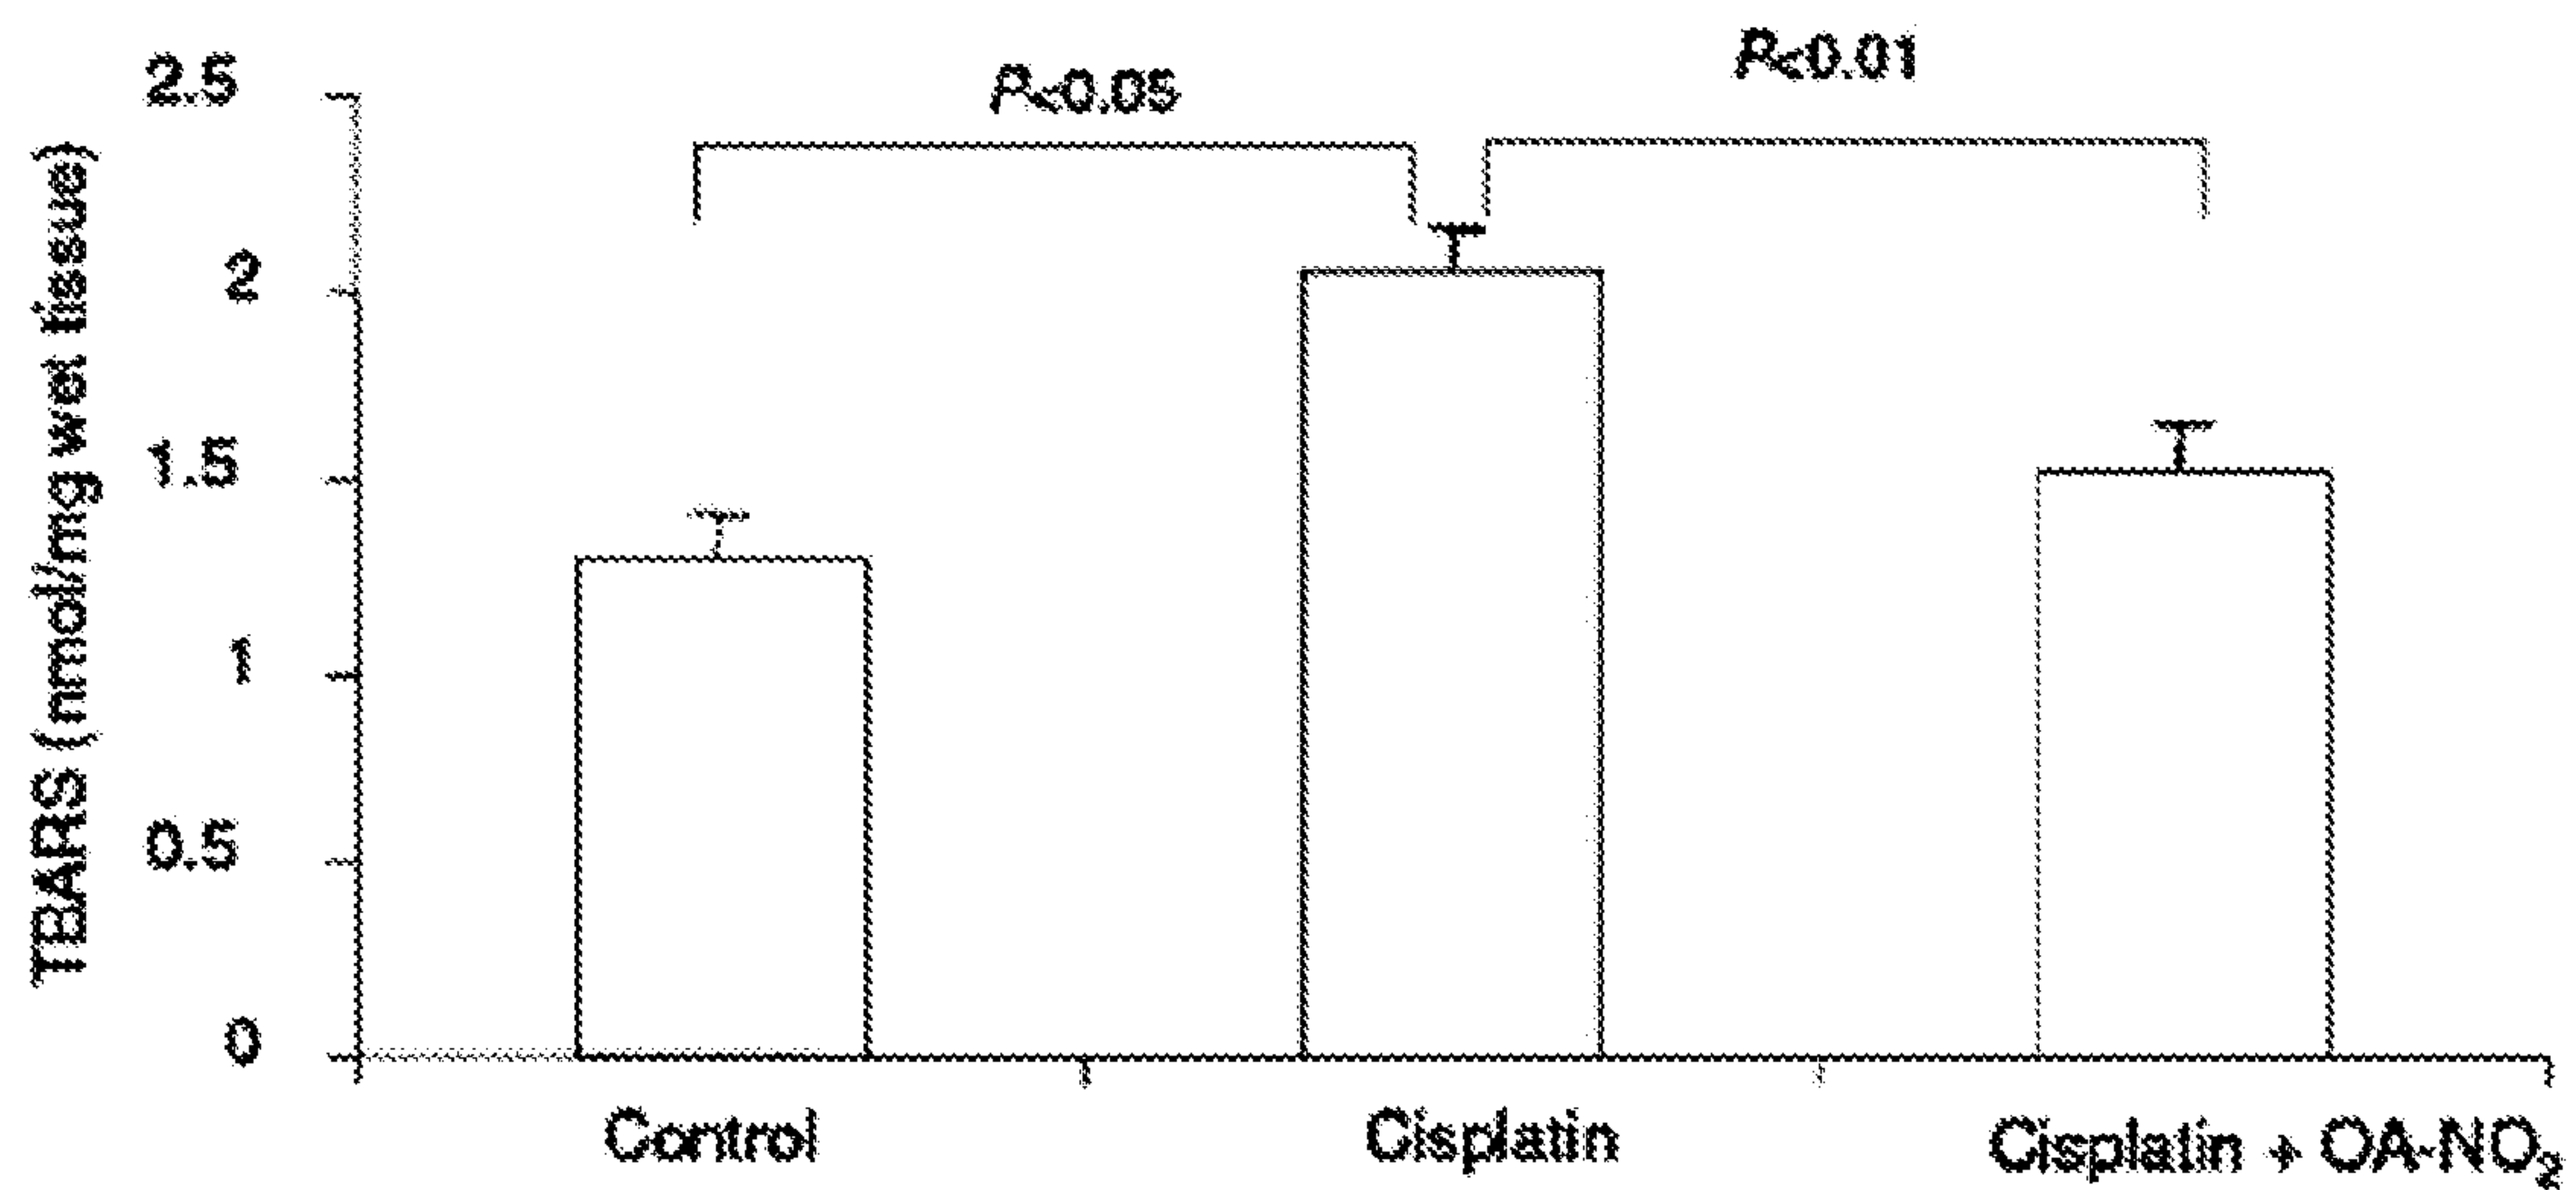 P<0.01
P<0.05
2.5
2
1.5
1
0.5
0
TBARS (nmol/mg wet tissue)
Control
Cisplatin
Cisplatin + OA-NO₂